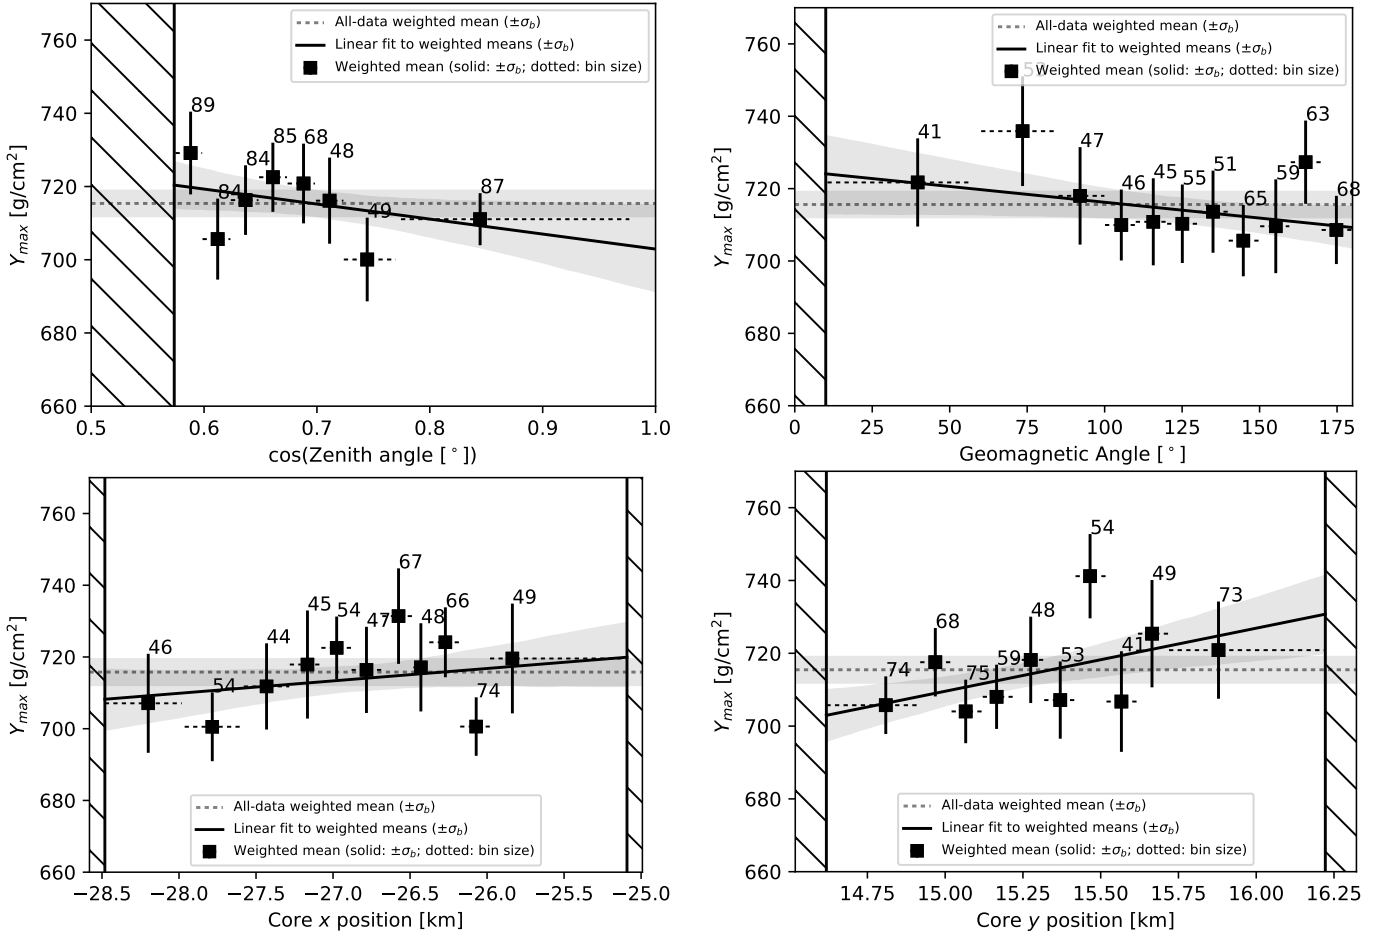 All-data weighted mean (±σb)
Linear fit to weighted means (±σb)
Weighted mean (solid: ±σb; dotted: bin size)
760
740
720
700
680
660
Ymax [g/cm²]
89
84
84
85
68
48
49
87
0.5 0.6 0.7 0.8 0.9 1.0
cos(Zenith angle [°])
All-data weighted mean (±σb)
Linear fit to weighted means (±σb)
Weighted mean (solid: ±σb; dotted: bin size)
760
740
720
700
680
660
Ymax [g/cm²]
41
47
46
45
55
51
65
59
63
68
0 25 50 75 100 125 150 175
Geomagnetic Angle [°]
760
740
720
700
680
660
Ymax [g/cm²]
46
54
44
45
54
47
67
48
66
74
49
All-data weighted mean (±σb)
Linear fit to weighted means (±σb)
Weighted mean (solid: ±σb; dotted: bin size)
−28.5 −28.0 −27.5 −27.0 −26.5 −26.0 −25.5 −25.0
Core x position [km]
760
740
720
700
680
660
Ymax [g/cm²]
74
68
75
59
48
53
54
41
49
73
All-data weighted mean (±σb)
Linear fit to weighted means (±σb)
Weighted mean (solid: ±σb; dotted: bin size)
14.75 15.00 15.25 15.50 15.75 16.00 16.25
Core y position [km]